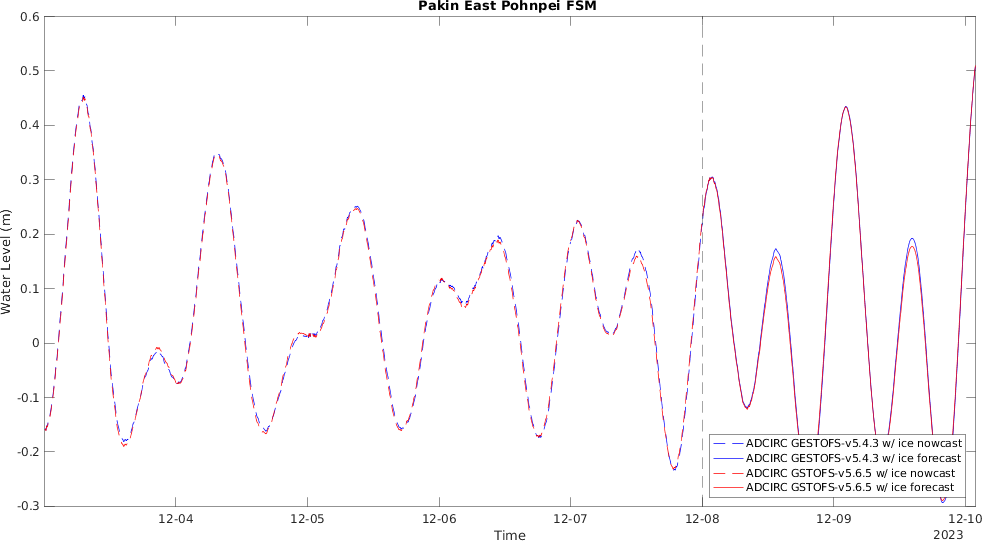 Pakin East Pohnpei FSM
0.6
0.5
0.4
0.3
0.2
0.1
0
-0.1
-0.2
-0.3
Water Level (m)
12-04
12-05
12-06
12-07
12-08
12-09
12-10
Time
2023
ADCIRC GESTOFS-v5.4.3 w/ ice nowcast
ADCIRC GESTOFS-v5.4.3 w/ ice forecast
ADCIRC GSTOFS-v5.6.5 w/ ice nowcast
ADCIRC GSTOFS-v5.6.5 w/ ice forecast